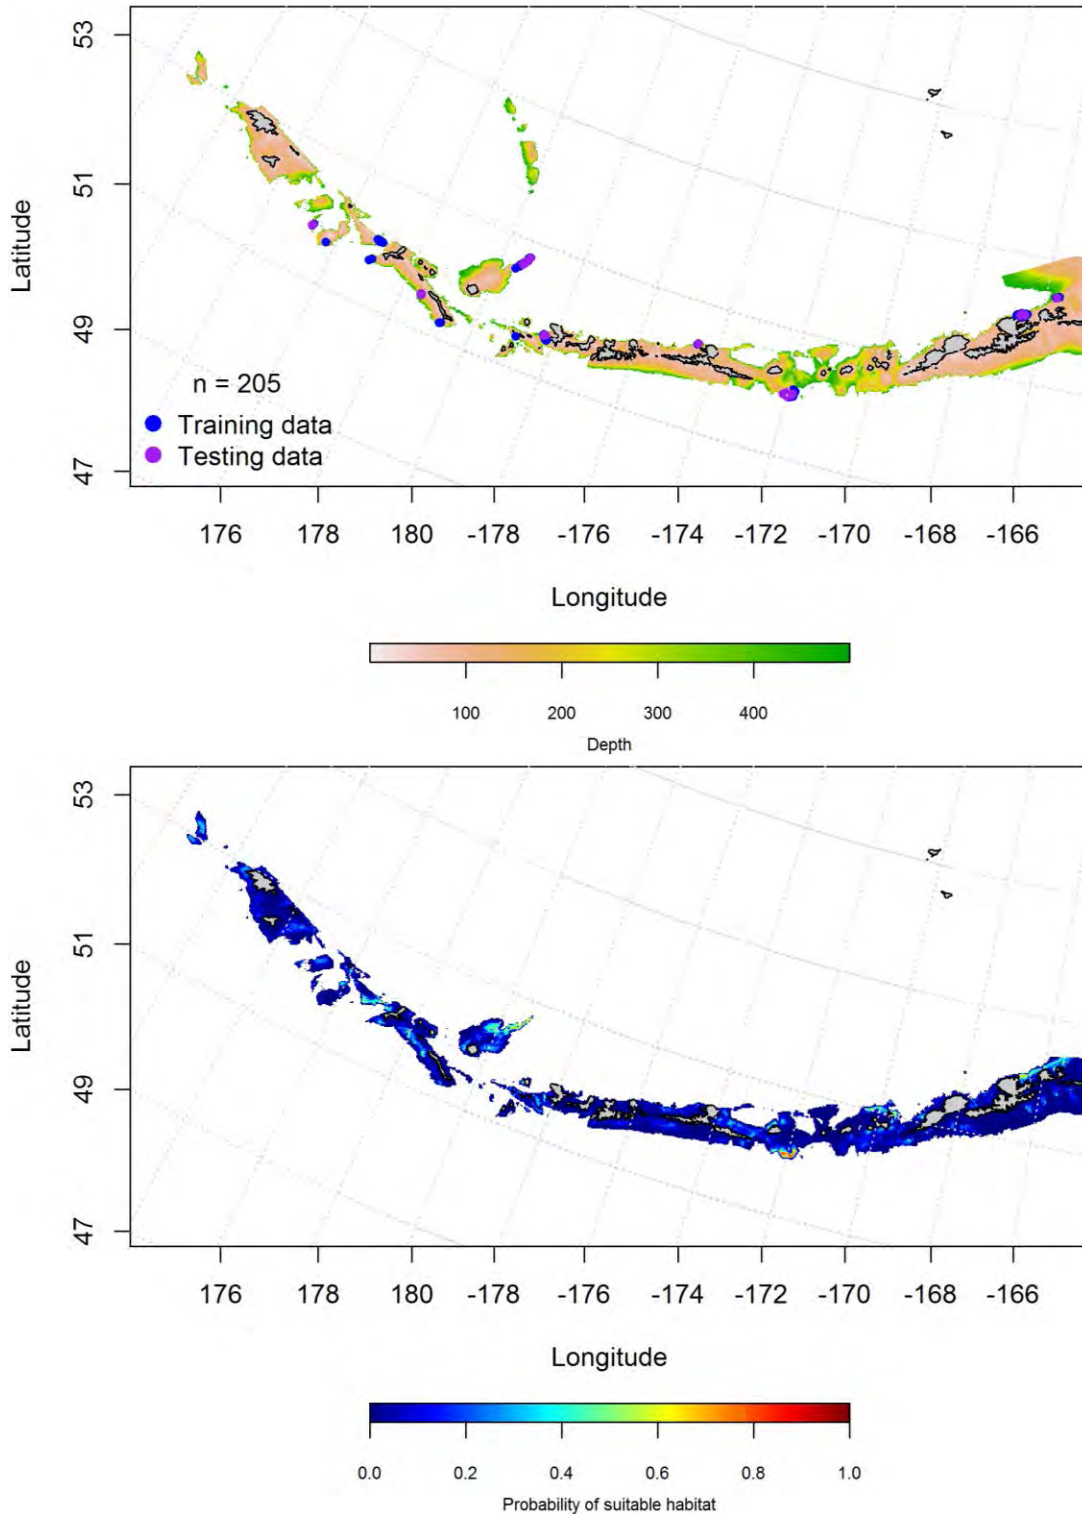 53
51
49
47
Latitude
n = 205
Training data
Testing data
176 178 180 -178 -176 -174 -172 -170 -168 -166
Longitude
100 200 300 400
Depth
53
51
49
47
Latitude
176 178 180 -178 -176 -174 -172 -170 -168 -166
Longitude
0.0 0.2 0.4 0.6 0.8 1.0
Probability of suitable habitat